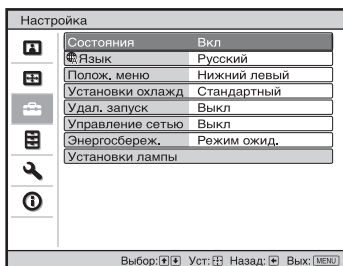 Настройка
Состояния Вкл
Язык Русский
Полож. меню Нижний левый
Установки охлажд Стандартный
Удал. запуск Выкл
Управление сетью Выкл
Энергосбереж. Режим ожид.
Установки лампы
Выбор: Уст: Назад: Вых: MENU